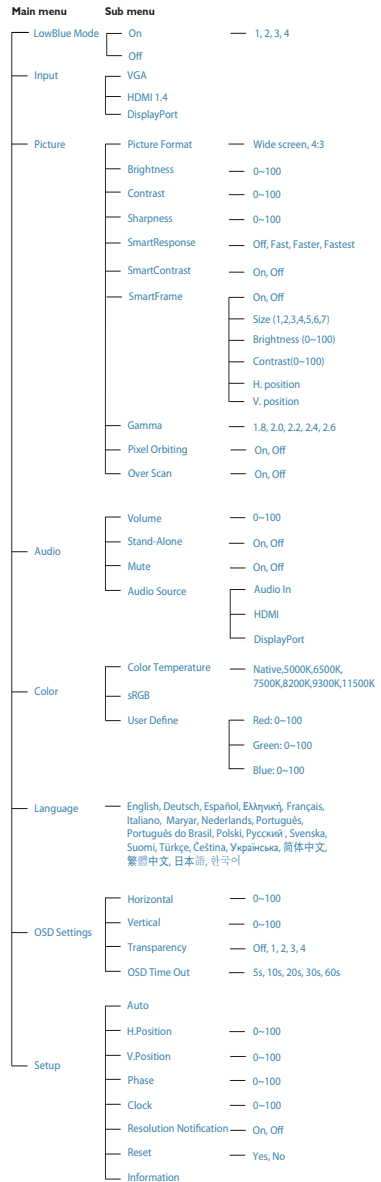 Main menu Sub menu
LowBlue Mode On 1, 2, 3, 4
Off
Input VGA
HDMI 1.4
DisplayPort
Picture Picture Format Wide screen, 4:3
Brightness 0~100
Contrast 0~100
Sharpness 0~100
SmartResponse Off, Fast, Faster, Fastest
SmartContrast On, Off
SmartFrame On, Off
Size (1,2,3,4,5,6,7)
Brightness (0~100)
Contrast(0~100)
H. position
V. position
Gamma 1.8, 2.0, 2.2, 2.4, 2.6
Pixel Orbiting On, Off
Over Scan On, Off
Volume 0~100
Stand-Alone On, Off
Audio Mute On, Off
Audio Source Audio In
HDMI
DisplayPort
Color Temperature Native,5000K,6500K,
7500K,8200K,9300K,11500K
Color sRGB
User Define Red: 0~100
Green: 0~100
Blue: 0~100
Language English, Deutsch, Español, Ελληνική, Français,
Italiano, Maryar, Nederlands, Português,
Português do Brasil, Polski, Русский , Svenska,
Suomi, Türkçe, Čeština, Українська, 简体中文,
繁體中文, 日本語, 한국어
Horizontal 0~100
Vertical 0~100
OSD Settings Transparency Off, 1, 2, 3, 4
OSD Time Out 5s, 10s, 20s, 30s, 60s
Auto
H.Position 0~100
V.Position 0~100
Setup Phase 0~100
Clock 0~100
Resolution Notification On, Off
Reset Yes, No
Information